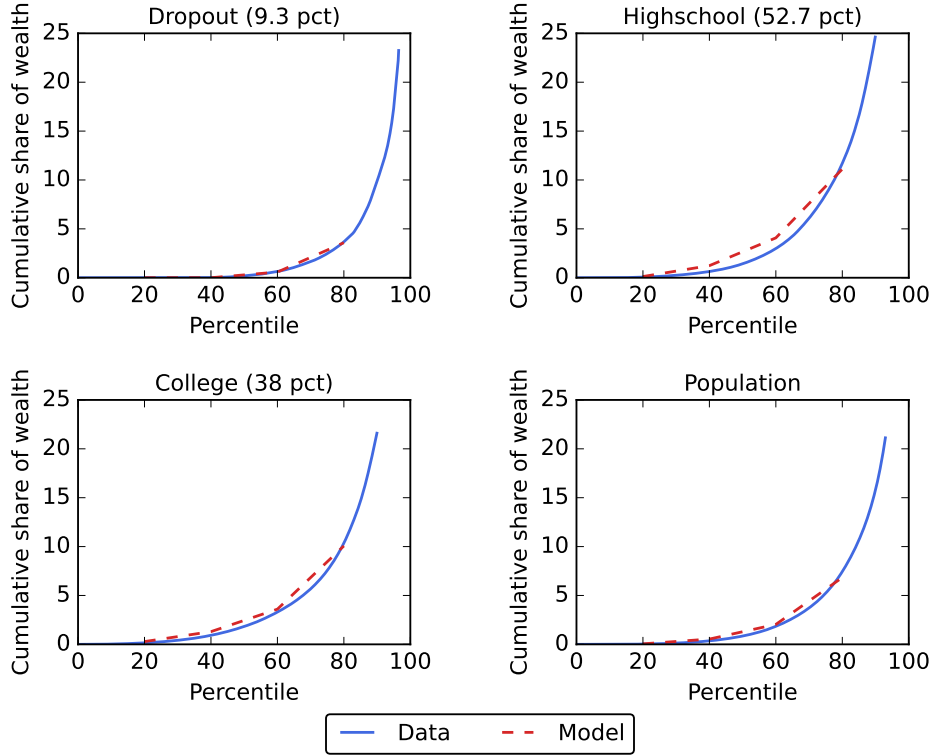 Dropout (9.3 pct)
Cumulative share of wealth
25
20
15
10
5
0
0 20 40 60 80 100
Percentile
Highschool (52.7 pct)
Cumulative share of wealth
25
20
15
10
5
0
0 20 40 60 80 100
Percentile
College (38 pct)
Cumulative share of wealth
25
20
15
10
5
0
0 20 40 60 80 100
Percentile
Population
Cumulative share of wealth
25
20
15
10
5
0
0 20 40 60 80 100
Percentile
Data Model